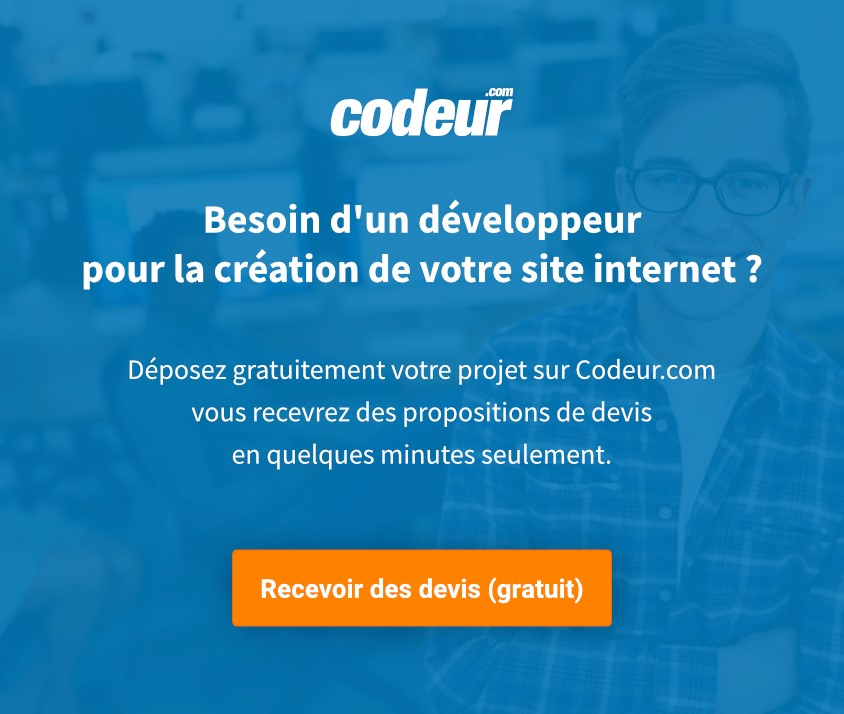 codeur.com
Besoin d'un développeur
pour la création de votre site internet ?
Déposez gratuitement votre projet sur Codeur.com
vous recevrez des propositions de devis
en quelques minutes seulement.
Recevoir des devis (gratuit)